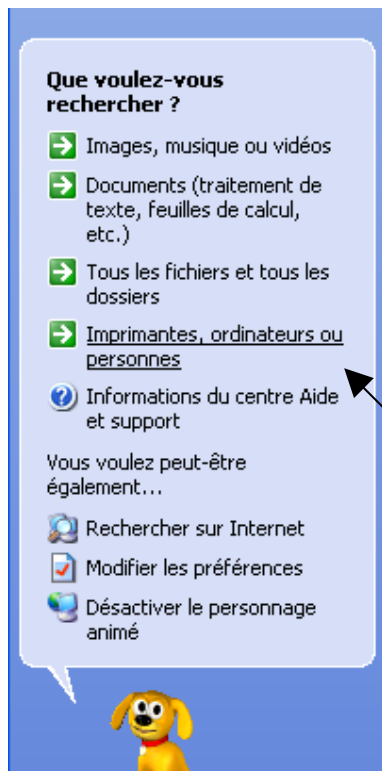 Que voulez-vous
rechercher ?
Images, musique ou vidéos
Documents (traitement de
texte, feuilles de calcul,
etc.)
Tous les fichiers et tous les
dossiers
Imprimantes, ordinateurs ou
personnes
Informations du centre Aide
et support
Vous voulez peut-être
également...
Rechercher sur Internet
Modifier les préférences
Désactiver le personnage
animé